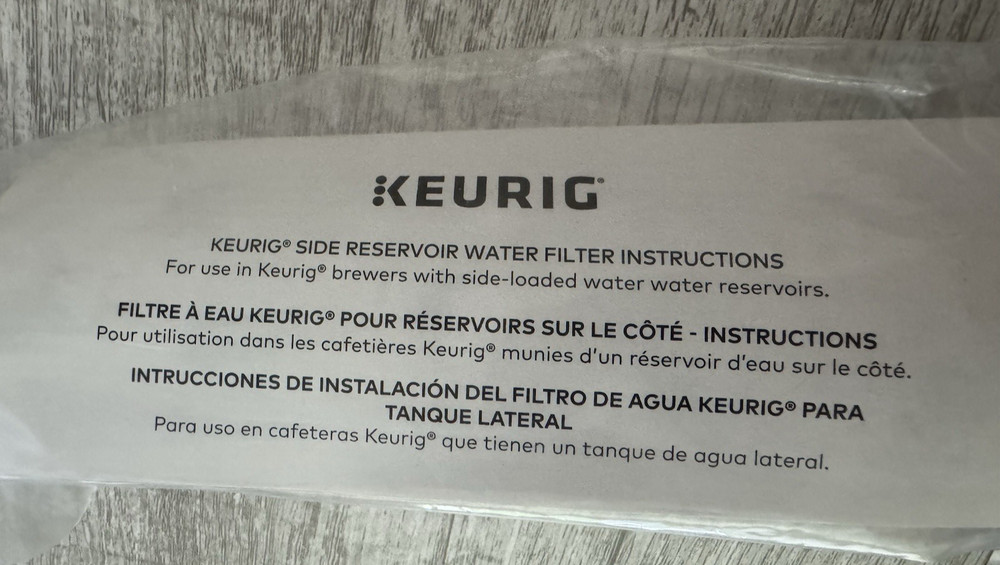 KEURIG®
KEURIG® SIDE RESERVOIR WATER FILTER INSTRUCTIONS
For use in Keurig® brewers with side-loaded water water reservoirs.
FILTRE À EAU KEURIG® POUR RÉSERVOIRS SUR LE CÔTÉ - INSTRUCTIONS
Pour utilisation dans les cafetières Keurig® munies d'un réservoir d'eau sur le côté.
INTRUCCIONES DE INSTALACIÓN DEL FILTRO DE AGUA KEURIG® PARA
TANQUE LATERAL
Para uso en cafeteras Keurig® que tienen un tanque de agua lateral.